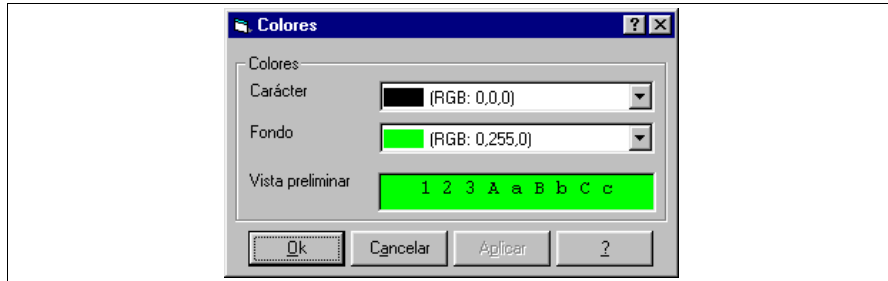 Colores
Colores
Carácter
(RGB: 0,0,0)
Fondo
(RGB: 0,255,0)
Vista preliminar
1 2 3 A a B b C c
Ok Cancelar Aplicar ?